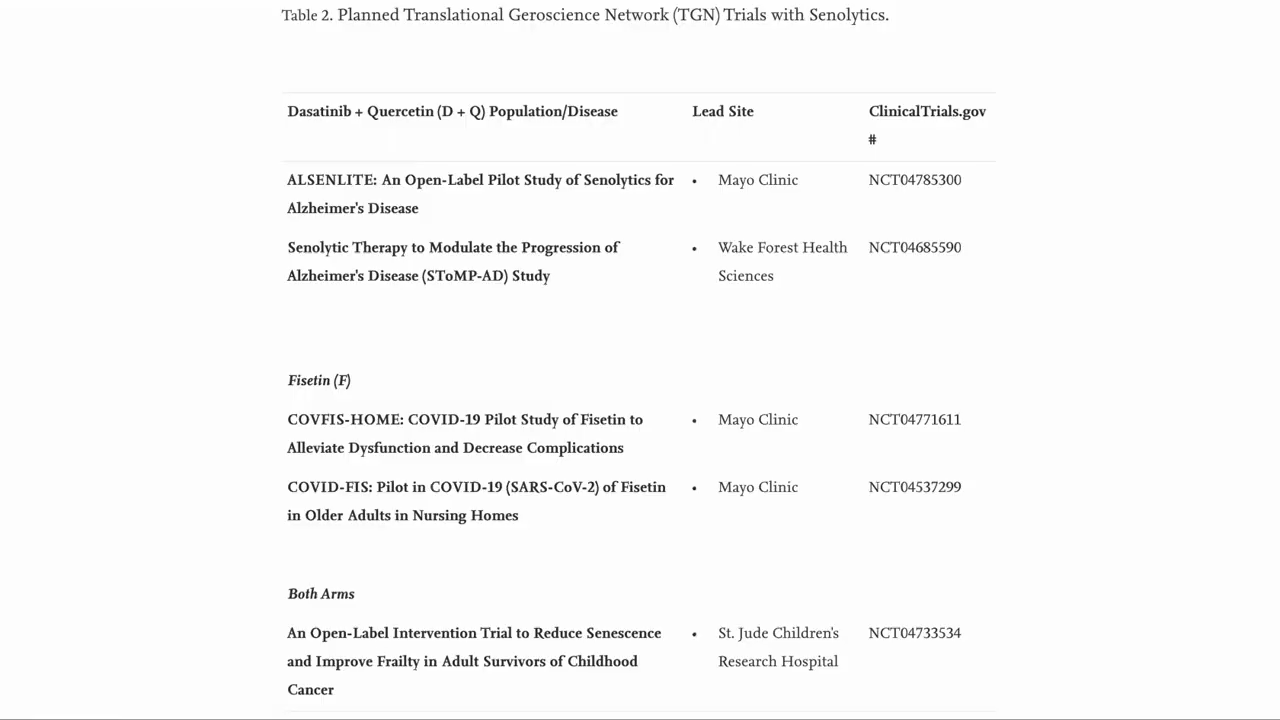 Table 2. Planned Translational Geroscience Network (TGN) Trials with Senolytics.
Dasatinib + Quercetin (D + Q) Population/Disease
Lead Site
ClinicalTrials.gov
#
ALSENLITE: An Open-Label Pilot Study of Senolytics for
Alzheimer's Disease
• Mayo Clinic
NCT04785300
Senolytic Therapy to Modulate the Progression of
Alzheimer's Disease (SToMP-AD) Study
• Wake Forest Health
Sciences
NCT04685590
Fisetin (F)
COVFIS-HOME: COVID-19 Pilot Study of Fisetin to
Alleviate Dysfunction and Decrease Complications
• Mayo Clinic
NCT04771611
COVID-FIS: Pilot in COVID-19 (SARS-CoV-2) of Fisetin
in Older Adults in Nursing Homes
• Mayo Clinic
NCT04537299
Both Arms
An Open-Label Intervention Trial to Reduce Senescence
and Improve Frailty in Adult Survivors of Childhood
Cancer
• St. Jude Children's
Research Hospital
NCT04733534